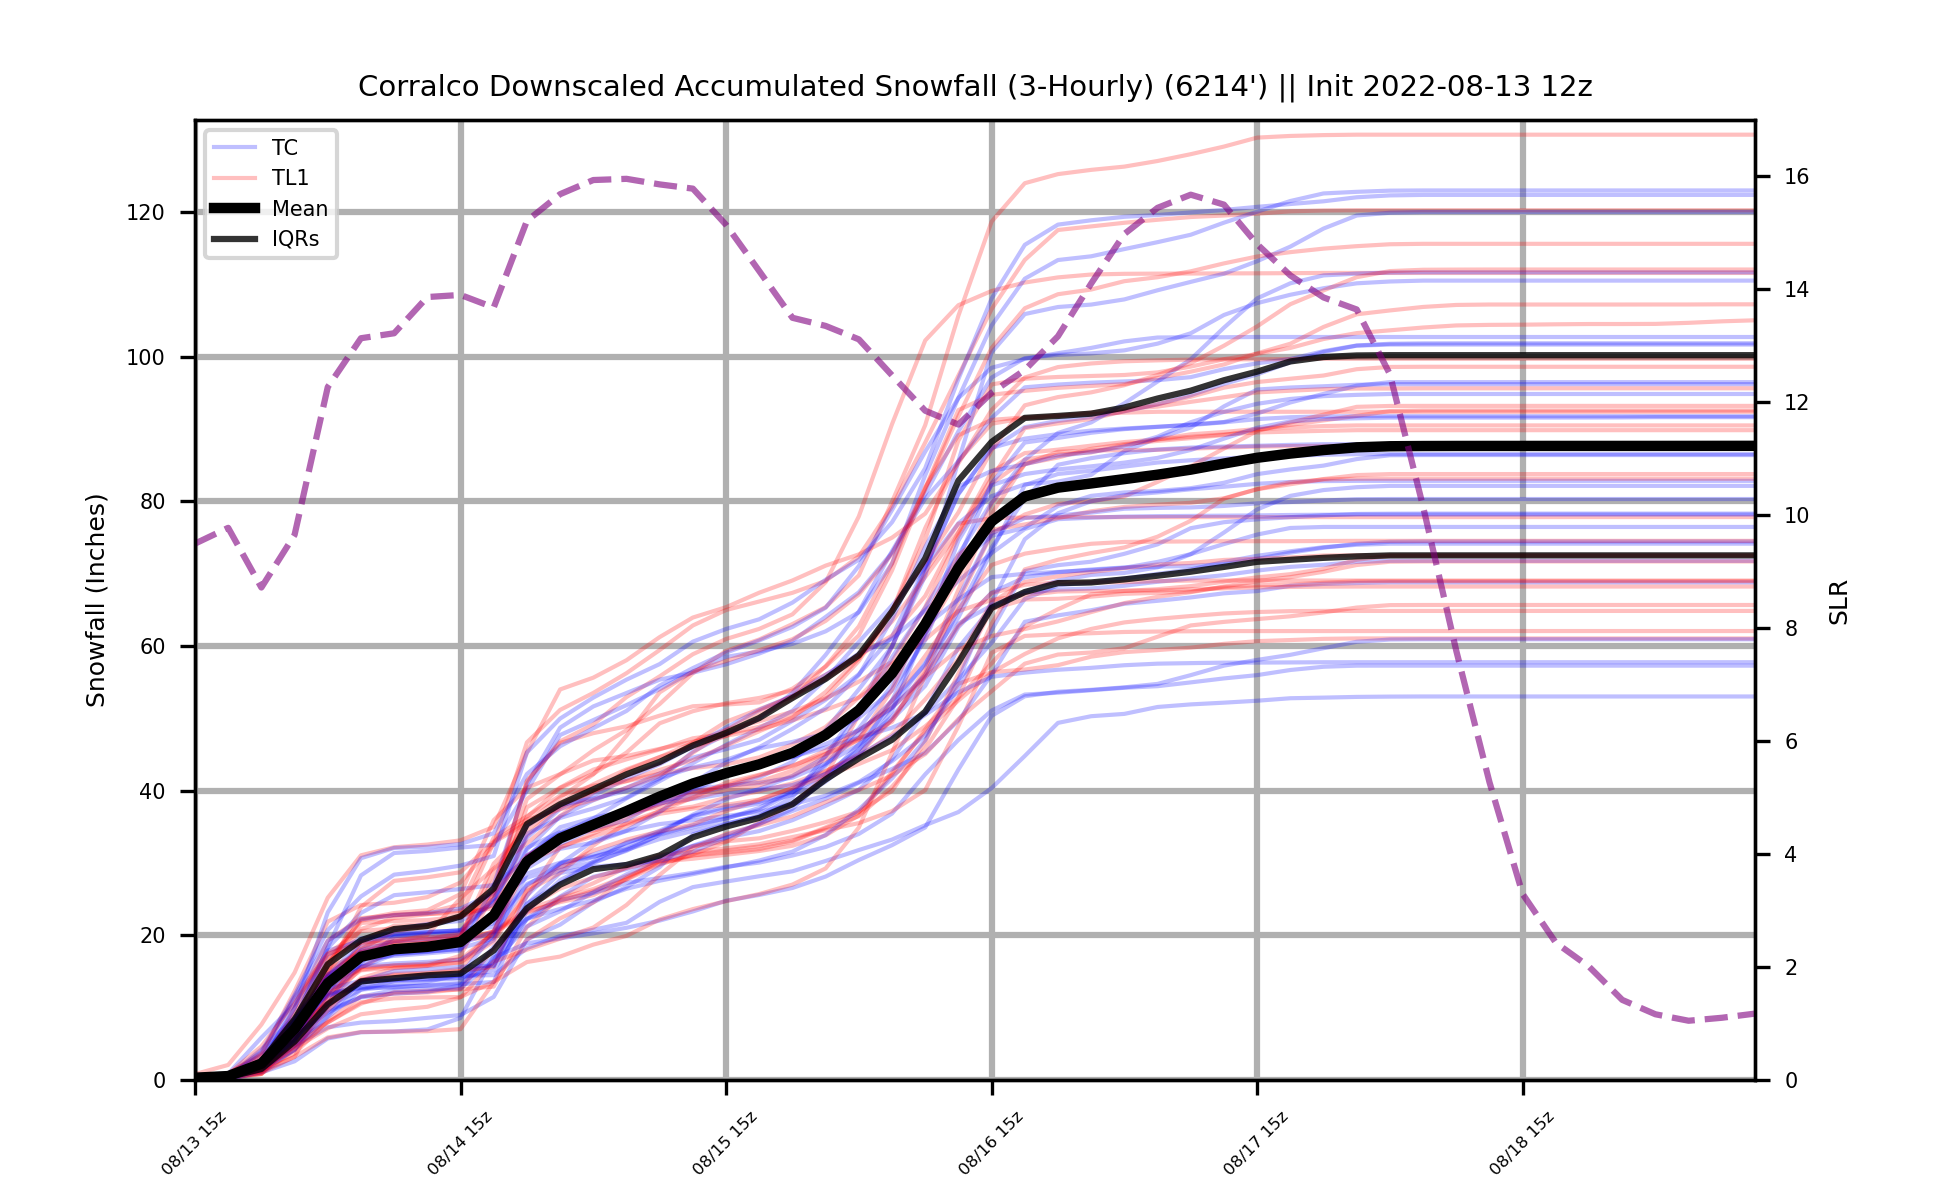 Corralco Downscaled Accumulated Snowfall (3-Hourly) (6214') || Init 2022-08-13 12z
TC
TL1
Mean
IQRs
Snowfall (Inches)
120
100
80
60
40
20
0
16
14
12
10
8
6
4
2
0
SLR
08/13 15z
08/14 15z
08/15 15z
08/16 15z
08/17 15z
08/18 15z